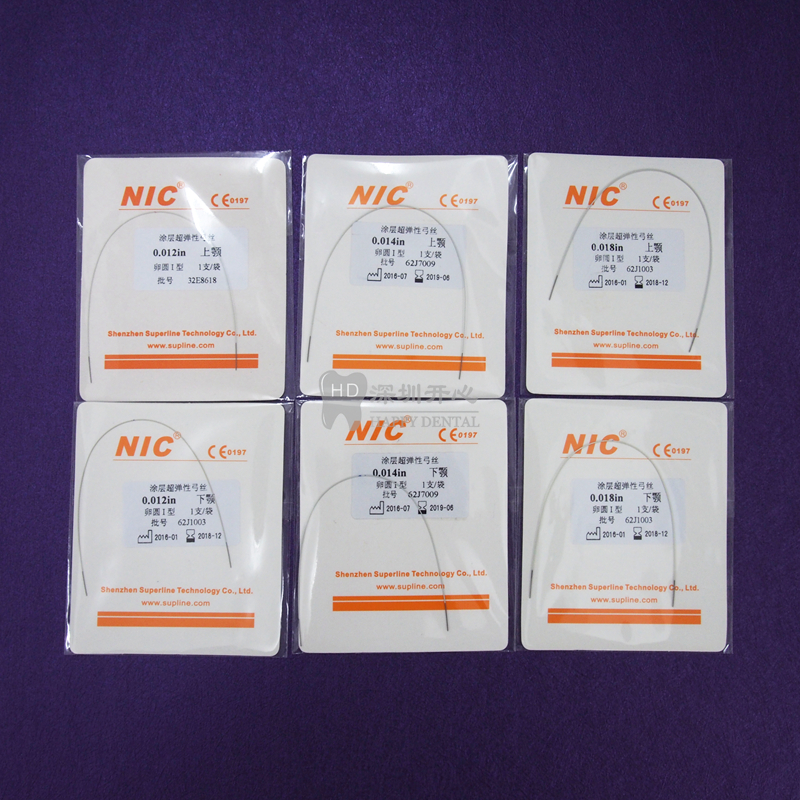 NIC®
CE0197
涂层超弹性弓丝
0.012in 上颚
卵圆 I 型 1支/袋
批号 32E8618
Shenzhen Superline Technology Co., Ltd.
www.supline.com
NIC®
CE0197
涂层超弹性弓丝
0.014in 上颚
卵圆 I 型 1支/袋
批号 62J7009
2016-07 2019-06
Shenzhen Superline Technology Co., Ltd.
www.supline.com
NIC®
CE0197
涂层超弹性弓丝
0.018in 上颚
卵圆 I 型 1支/袋
批号 62J1003
2016-01 2018-12
Shenzhen Superline Technology Co., Ltd.
www.supline.com
HD 深圳开心
HAPPY DENTAL
NIC®
CE0197
涂层超弹性弓丝
0.012in 下颚
卵圆 I 型 1支/袋
批号 62J1003
2016-01 2018-12
Shenzhen Superline Technology Co., Ltd.
www.supline.com
NIC®
CE0197
涂层超弹性弓丝
0.014in 下颚
卵圆 I 型 1支/袋
批号 62J7009
2016-07 2019-06
Shenzhen Superline Technology Co., Ltd.
www.supline.com
NIC®
CE0197
涂层超弹性弓丝
0.018in 下颚
卵圆 I 型 1支/袋
批号 62J1003
2016-01 2018-12
Shenzhen Superline Technology Co., Ltd.
www.supline.com